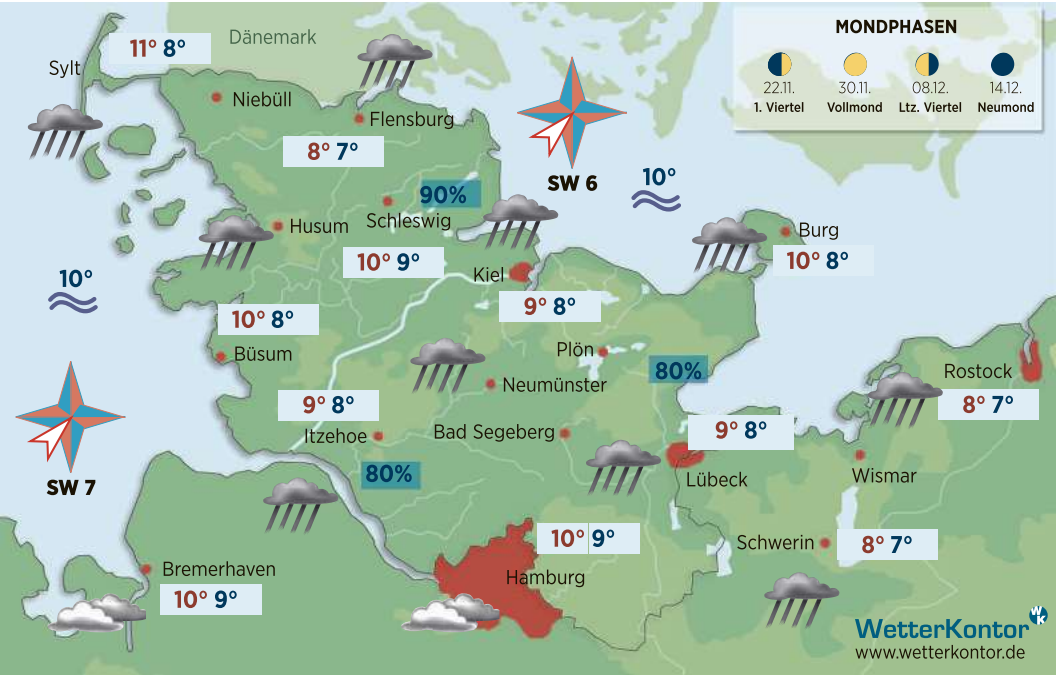 MONDPHASEN
22.11.
30.11.
08.12.
14.12.
1. Viertel
Vollmond
Ltz. Viertel
Neumond
Dänemark
11° 8°
Sylt
Niebüll
Flensburg
8° 7°
SW 6
10°
90%
Schleswig
Husum
Burg
10° 8°
10° 9°
Kiel
10°
9° 8°
10° 8°
Büsum
Plön
80%
Rostock
8° 7°
Neumünster
9° 8°
Itzehoe
Bad Segeberg
9° 8°
Lübeck
Wismar
SW 7
80%
10° 9°
Hamburg
Schwerin
8° 7°
Bremerhaven
10° 9°
WetterKontor
WK
www.wetterkontor.de